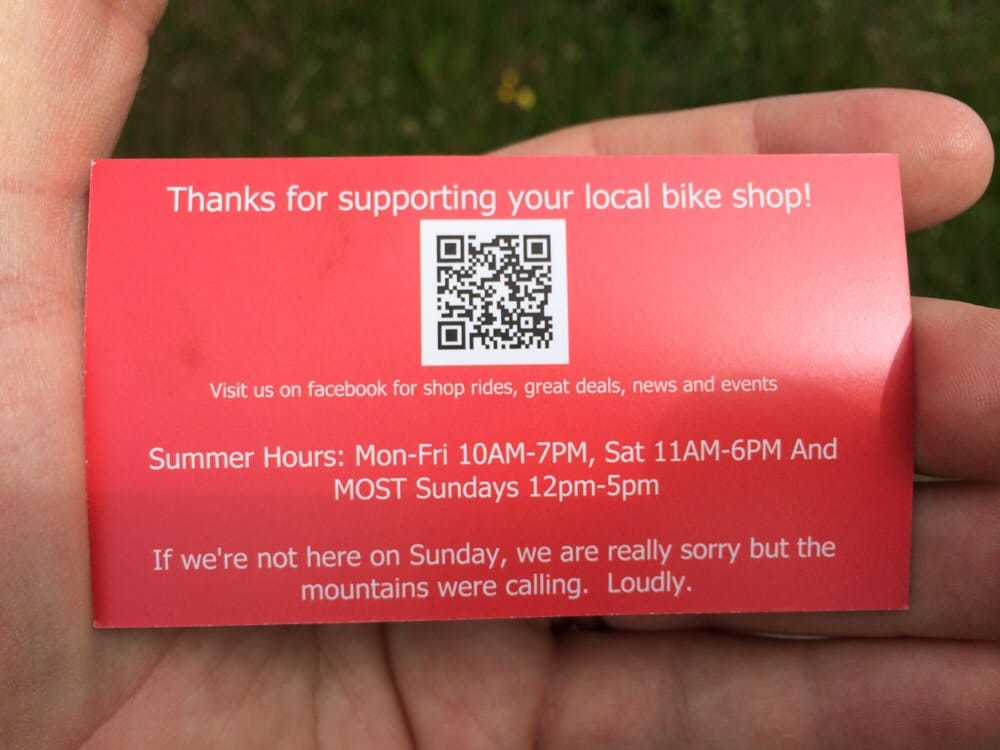 Thanks for supporting your local bike shop!
Visit us on facebook for shop rides, great deals, news and events
Summer Hours: Mon-Fri 10AM-7PM, Sat 11AM-6PM And
MOST Sundays 12pm-5pm
If we're not here on Sunday, we are really sorry but the
mountains were calling.  Loudly.